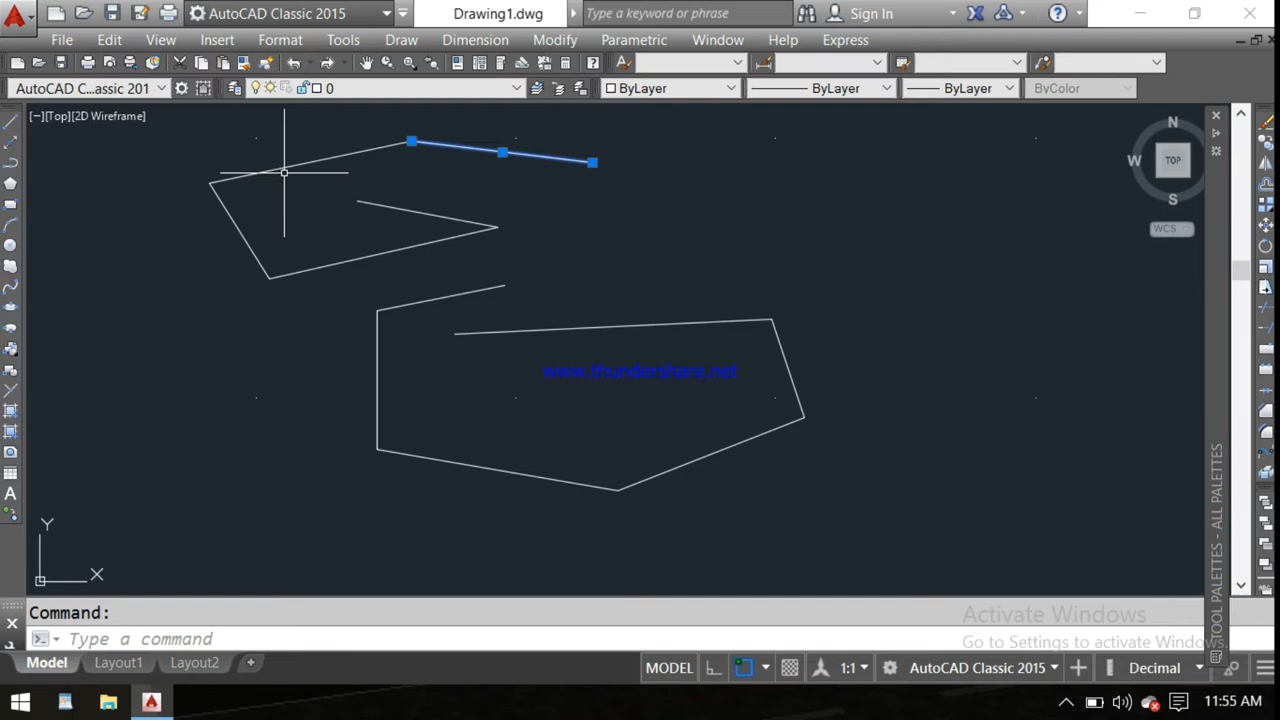 AutoCAD Classic 2015
Drawing1.dwg
Type a keyword or phrase
Sign In
File Edit View Insert Format Tools Draw Dimension Modify Parametric Window Help Express
AutoCAD C...assic 201
0
ByLayer
ByLayer
ByLayer
ByColor
[−][Top][2D Wireframe]
N
W
TOP
S
WCS
www.thundershare.net
TOOL PALETTES - ALL PALETTES
Y
X
Command:
Type a command
Activate Windows
Go to Settings to activate Windows.
Model Layout1 Layout2
MODEL
1:1
AutoCAD Classic 2015
Decimal
11:55 AM